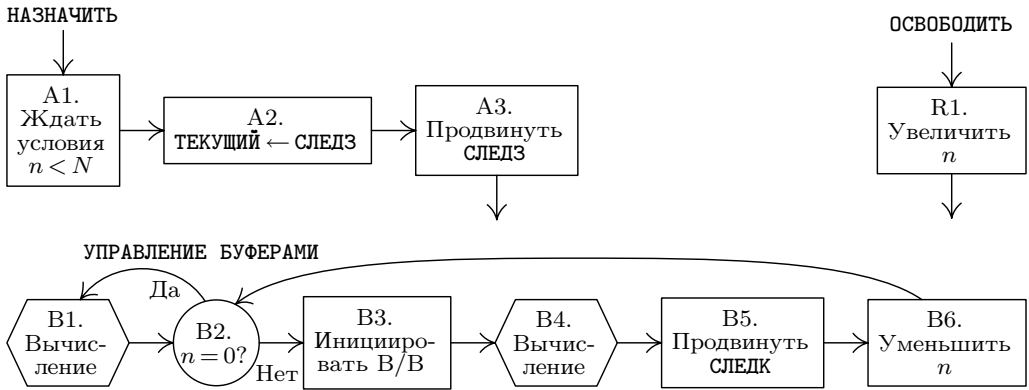 НАЗНАЧИТЬ
ОСВОБОДИТЬ
A1.
Ждать
условия
n < N
A2.
ТЕКУЩИЙ ← СЛЕДЗ
A3.
Продвинуть
СЛЕДЗ
R1.
Увеличить
n
УПРАВЛЕНИЕ БУФЕРАМИ
Да
B1.
Вычис-
ление
B2.
n = 0?
Нет
B3.
Иницииро-
вать В/В
B4.
Вычис-
ление
B5.
Продвинуть
СЛЕДК
B6.
Уменьшить
n